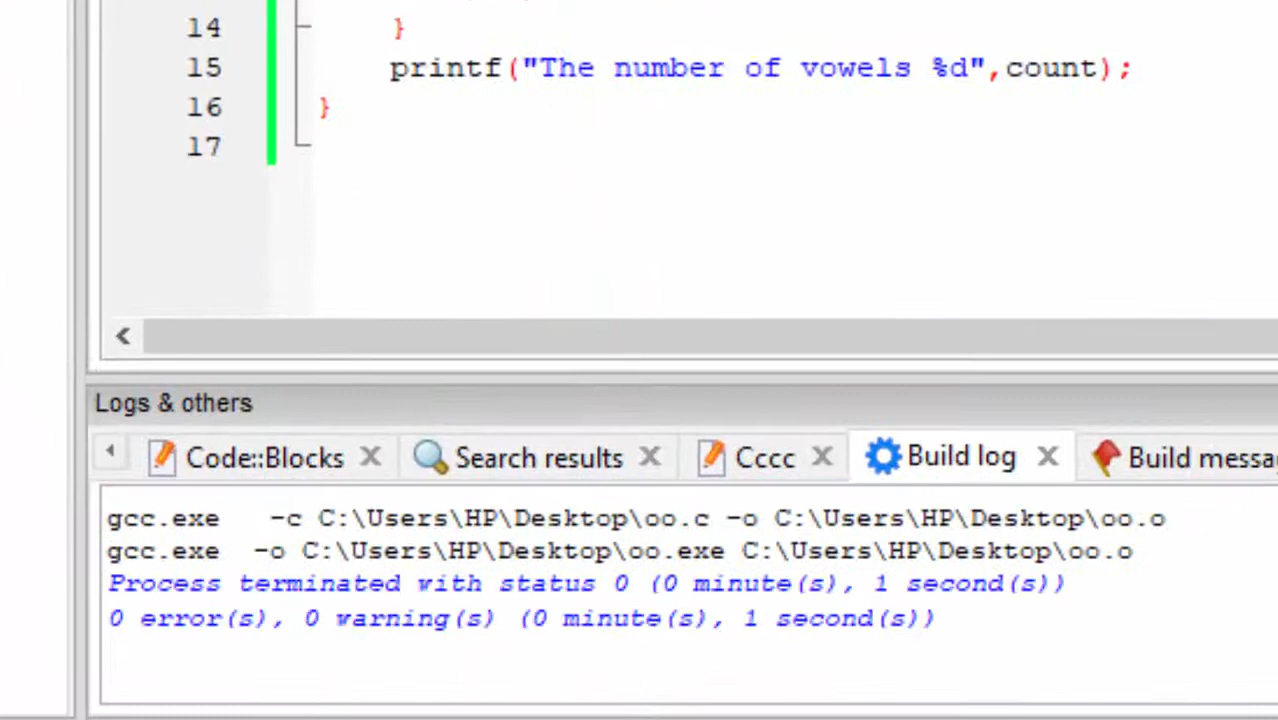 14 }
15 printf("The number of vowels %d",count);
16 }
17
Logs & others
Code::Blocks Search results Cccc Build log Build messa
gcc.exe -c C:\Users\HP\Desktop\oo.c -o C:\Users\HP\Desktop\oo.o
gcc.exe -o C:\Users\HP\Desktop\oo.exe C:\Users\HP\Desktop\oo.o
Process terminated with status 0 (0 minute(s), 1 second(s))
0 error(s), 0 warning(s) (0 minute(s), 1 second(s))